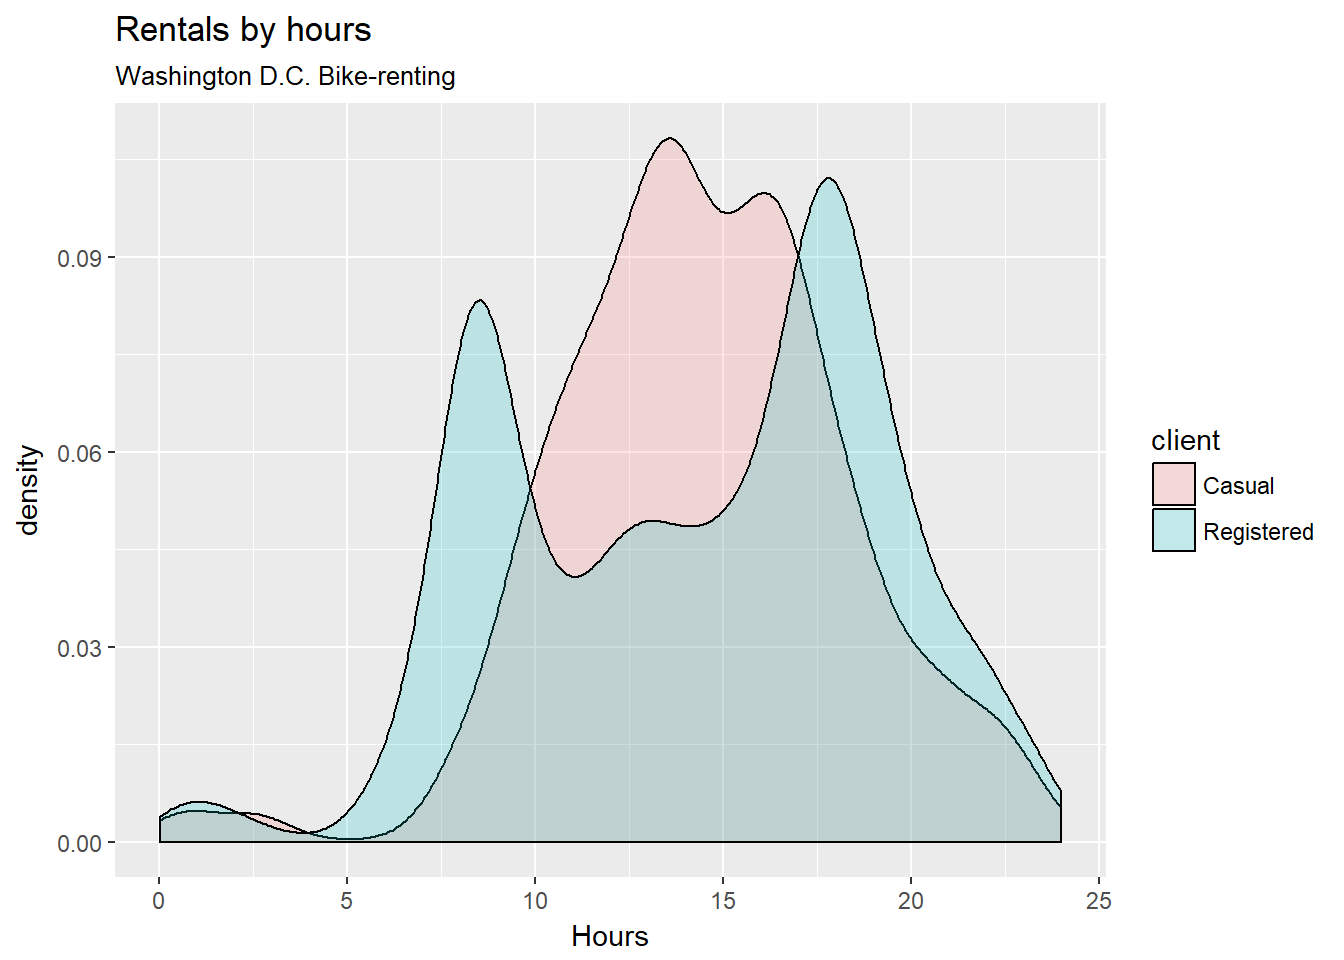 Rentals by hours
Washington D.C. Bike-renting
density
0.09
0.06
0.03
0.00
0 5 10 15 20 25
Hours
client
Casual
Registered